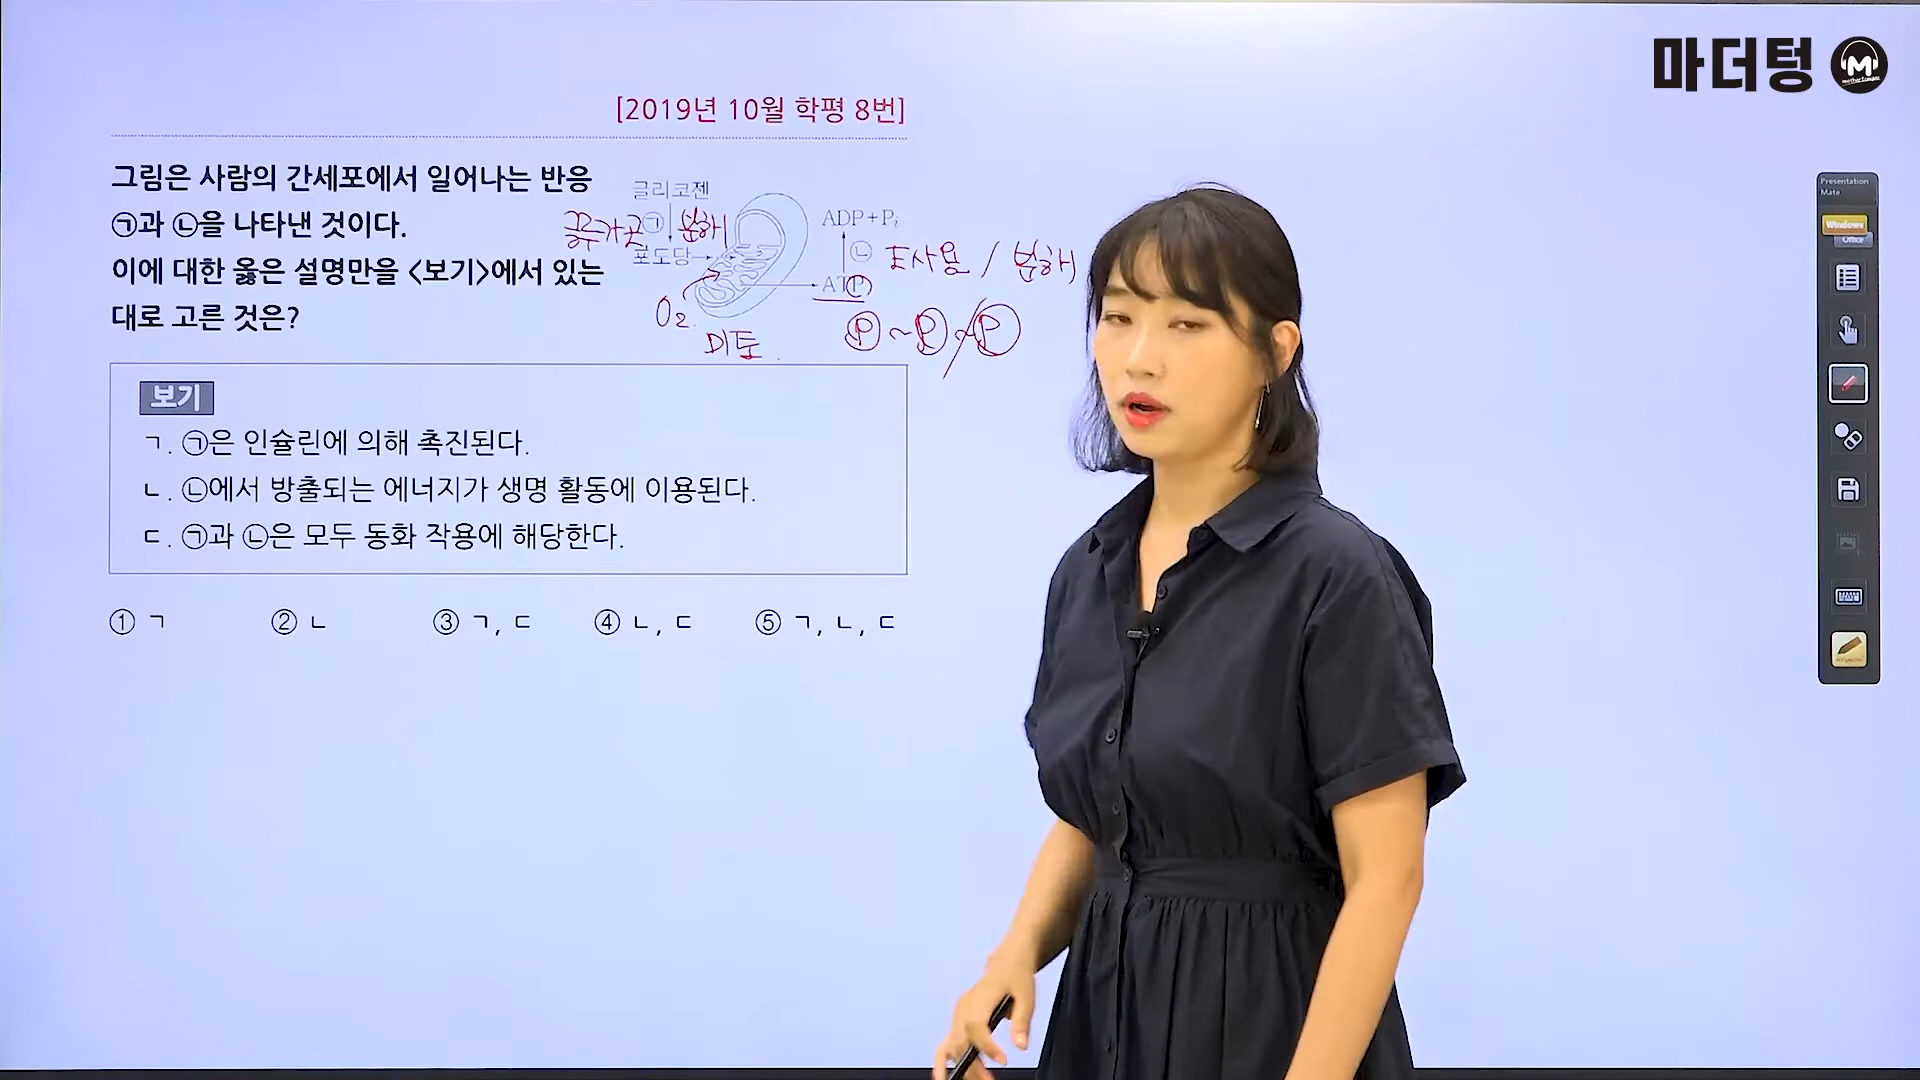 마더텅
[2019년 10월 학평 8번]
그림은 사람의 간세포에서 일어나는 반응
㉠과 ㉡을 나타낸 것이다.
이에 대한 옳은 설명만을 <보기>에서 있는
대로 고른 것은?
글리코젠
㉠ 분해
포도당
O₂
미토
ADP+Pᵢ
㉡ E사용 / 분해
ATP
P ~ P ~ P
보기
ㄱ. ㉠은 인슐린에 의해 촉진된다.
ㄴ. ㉡에서 방출되는 에너지가 생명 활동에 이용된다.
ㄷ. ㉠과 ㉡은 모두 동화 작용에 해당한다.
① ㄱ ② ㄴ ③ ㄱ, ㄷ ④ ㄴ, ㄷ ⑤ ㄱ, ㄴ, ㄷ
Presentation
Mate
Windows
Office